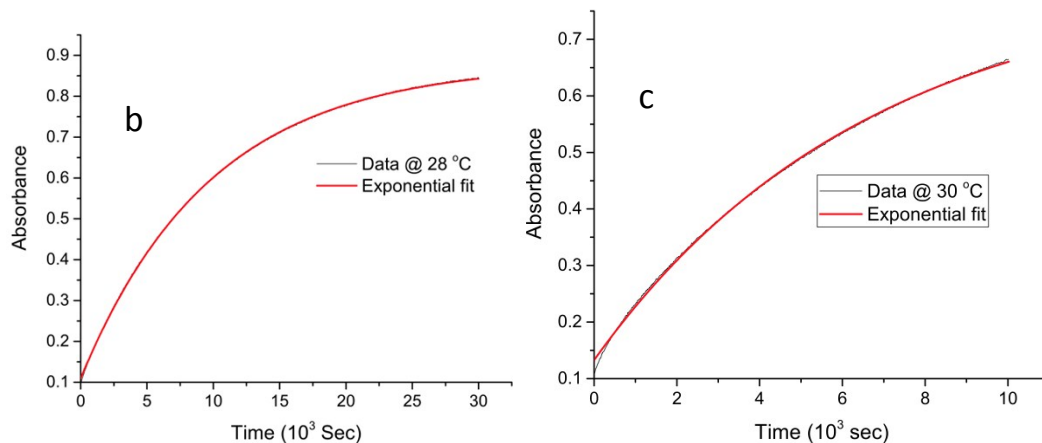 0.9
0.8
0.7
0.6
0.5
0.4
0.3
0.2
0.1
Absorbance
b
Data @ 28 °C
Exponential fit
0 5 10 15 20 25 30
Time (10³ Sec)
0.7
0.6
0.5
0.4
0.3
0.2
0.1
Absorbance
c
Data @ 30 °C
Exponential fit
0 2 4 6 8 10
Time (10³ sec)